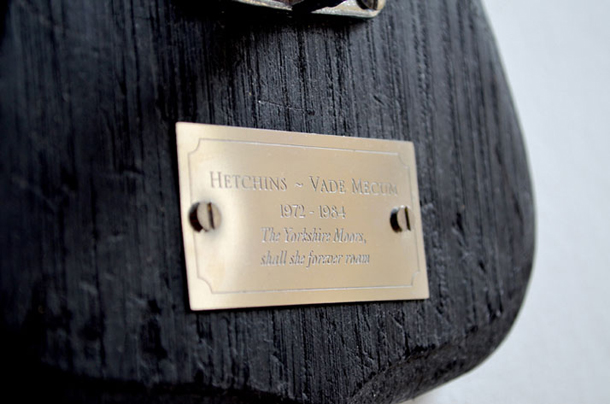 HETCHINS ~ VADE MECUM
1972 - 1984
The Yorkshire Moors,
shall she forever roam